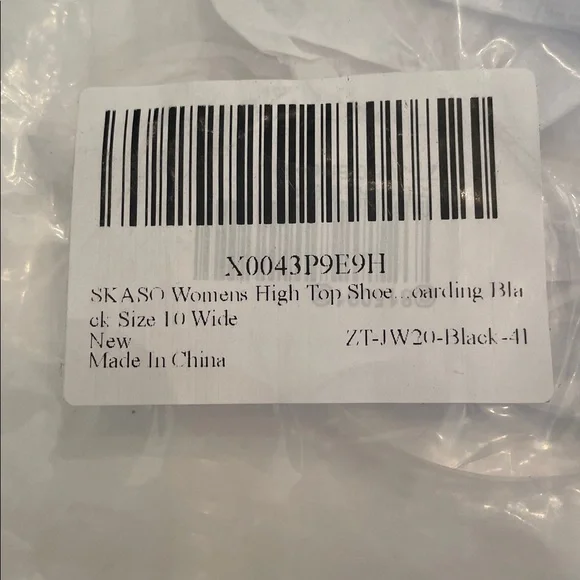 X0043P9E9H
SKASO Womens High Top Shoe...oarding Bla
ck Size 10 Wide
New ZT-JW20-Black-41
Made In China